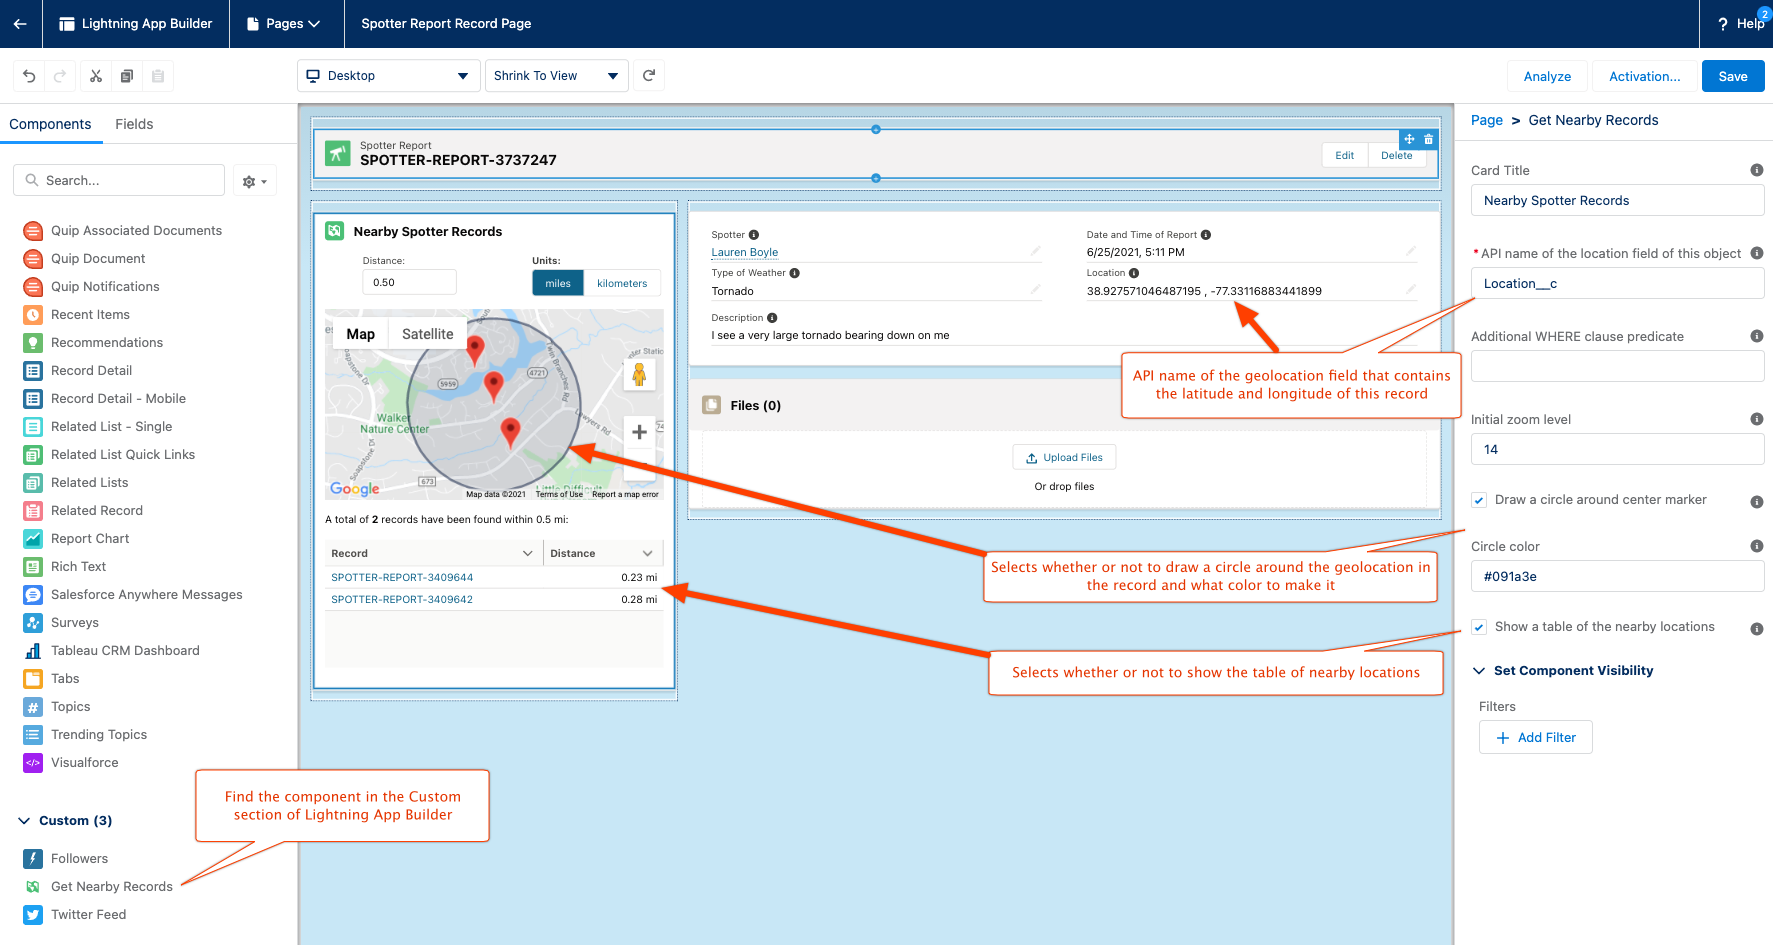 Lightning App Builder
Pages
Spotter Report Record Page
? Help
2
Desktop
Shrink To View
Analyze
Activation...
Save
Components
Fields
Search...
Quip Associated Documents
Quip Document
Quip Notifications
Recent Items
Recommendations
Record Detail
Record Detail - Mobile
Related List - Single
Related List Quick Links
Related Lists
Related Record
Report Chart
Rich Text
Salesforce Anywhere Messages
Surveys
Tableau CRM Dashboard
Tabs
# Topics
Trending Topics
</> Visualforce
Custom (3)
Followers
Get Nearby Records
Twitter Feed
Find the component in the Custom
section of Lightning App Builder
Spotter Report
SPOTTER-REPORT-3737247
Edit
Delete
Nearby Spotter Records
Distance:
Units:
0.50
miles
kilometers
Map
Satellite
Twin Branches Rd
5959
4721
Walker
Nature Center
Lawyers Rd
Soapstone Dr
673
Little Difficult
Google
Map data ©2021
Terms of Use
Report a map error
A total of 2 records have been found within 0.5 mi:
Record
Distance
SPOTTER-REPORT-3409644
0.23 mi
SPOTTER-REPORT-3409642
0.28 mi
Spotter
Lauren Boyle
Date and Time of Report
6/25/2021, 5:11 PM
Type of Weather
Tornado
Location
38.927571046487195 , -77.33116883441899
Description
I see a very large tornado bearing down on me
Files (0)
Upload Files
Or drop files
API name of the geolocation field that contains
the latitude and longitude of this record
Selects whether or not to draw a circle around the geolocation in
the record and what color to make it
Selects whether or not to show the table of nearby locations
Page > Get Nearby Records
Card Title
Nearby Spotter Records
* API name of the location field of this object
Location__c
Additional WHERE clause predicate
Initial zoom level
14
Draw a circle around center marker
Circle color
#091a3e
Show a table of the nearby locations
Set Component Visibility
Filters
Add Filter